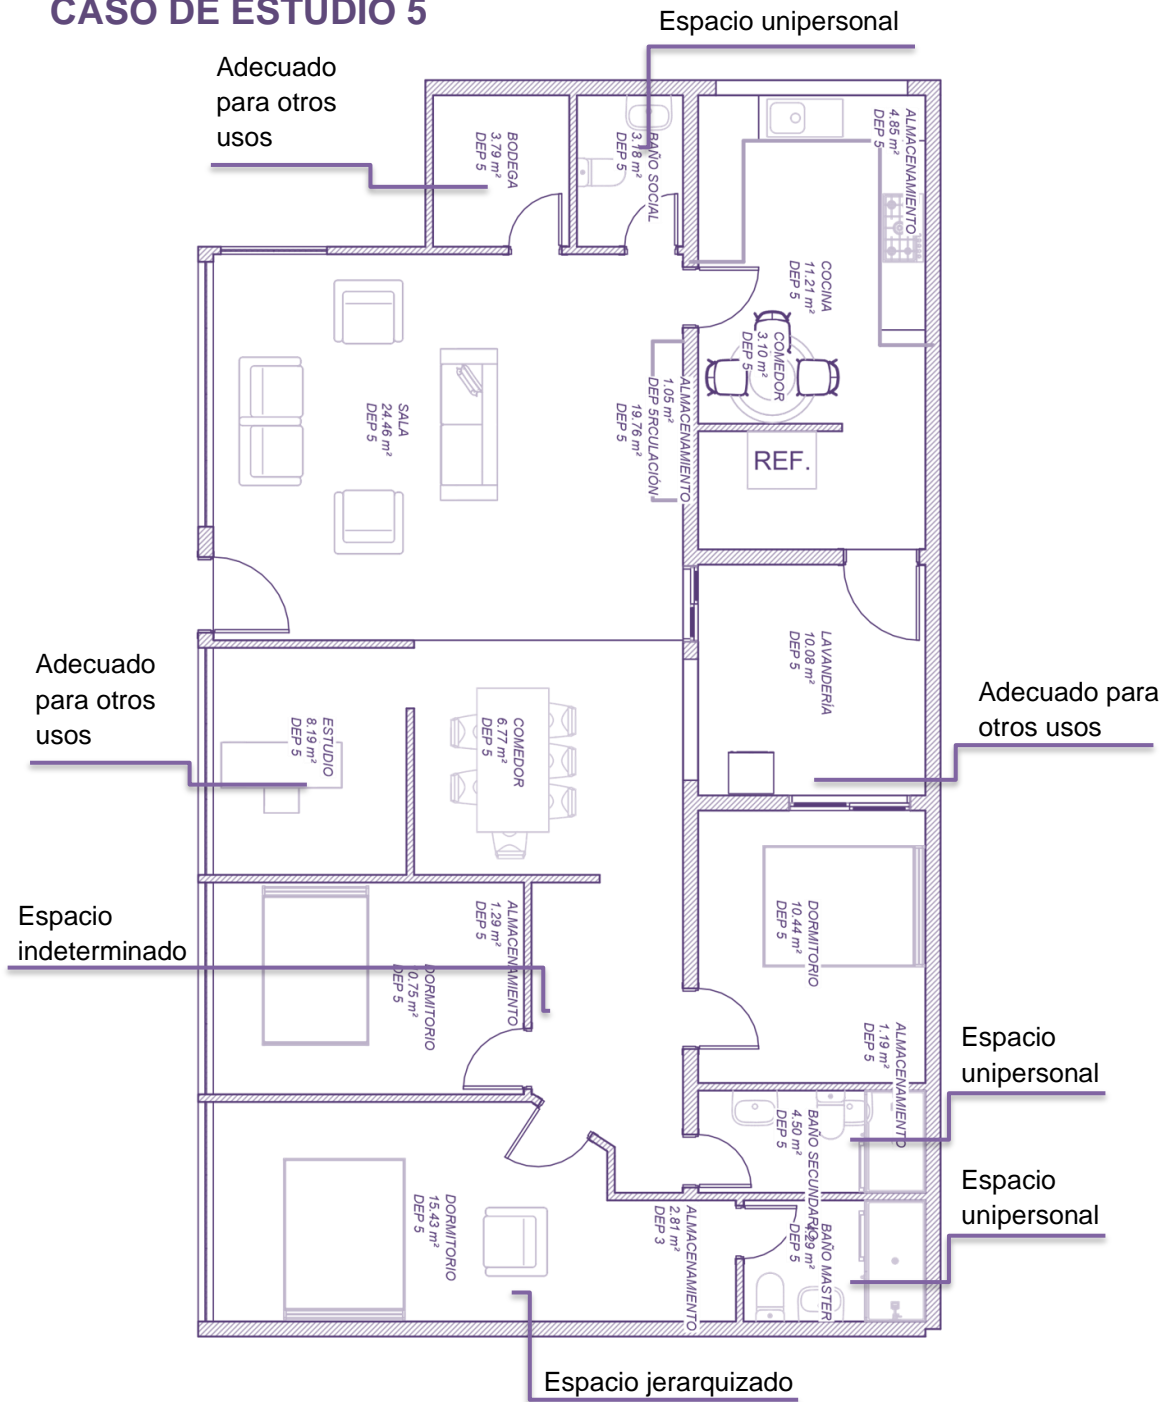 CASO DE ESTUDIO 5
Espacio unipersonal
Adecuado
para otros
usos
BODEGA
3.79 m²
DEP 5
BAÑO SOCIAL
3.18 m²
DEP 5
ALMACENAMIENTO
4.85 m²
DEP 5
COCINA
11.21 m²
DEP 5
COMEDOR
3.10 m²
DEP 5
SALA
24.46 m²
DEP 5
ALMACENAMIENTO
1.05 m²
DEP 5
RCULACIÓN
19.76 m²
DEP 5
REF.
Adecuado
para otros
usos
ESTUDIO
8.19 m²
DEP 5
COMEDOR
6.77 m²
DEP 5
LAVANDERÍA
10.08 m²
DEP 5
Adecuado para
otros usos
Espacio
indeterminado
ALMACENAMIENTO
1.29 m²
DEP 5
DORMITORIO
0.75 m²
DEP 5
DORMITORIO
10.44 m²
DEP 5
ALMACENAMIENTO
1.19 m²
DEP 5
Espacio
unipersonal
BAÑO SECUNDARIO
4.50 m²
DEP 5
Espacio
unipersonal
BAÑO MASTER
.29 m²
DEP 5
DORMITORIO
15.43 m²
DEP 5
ALMACENAMIENTO
2.81 m²
DEP 3
Espacio jerarquizado